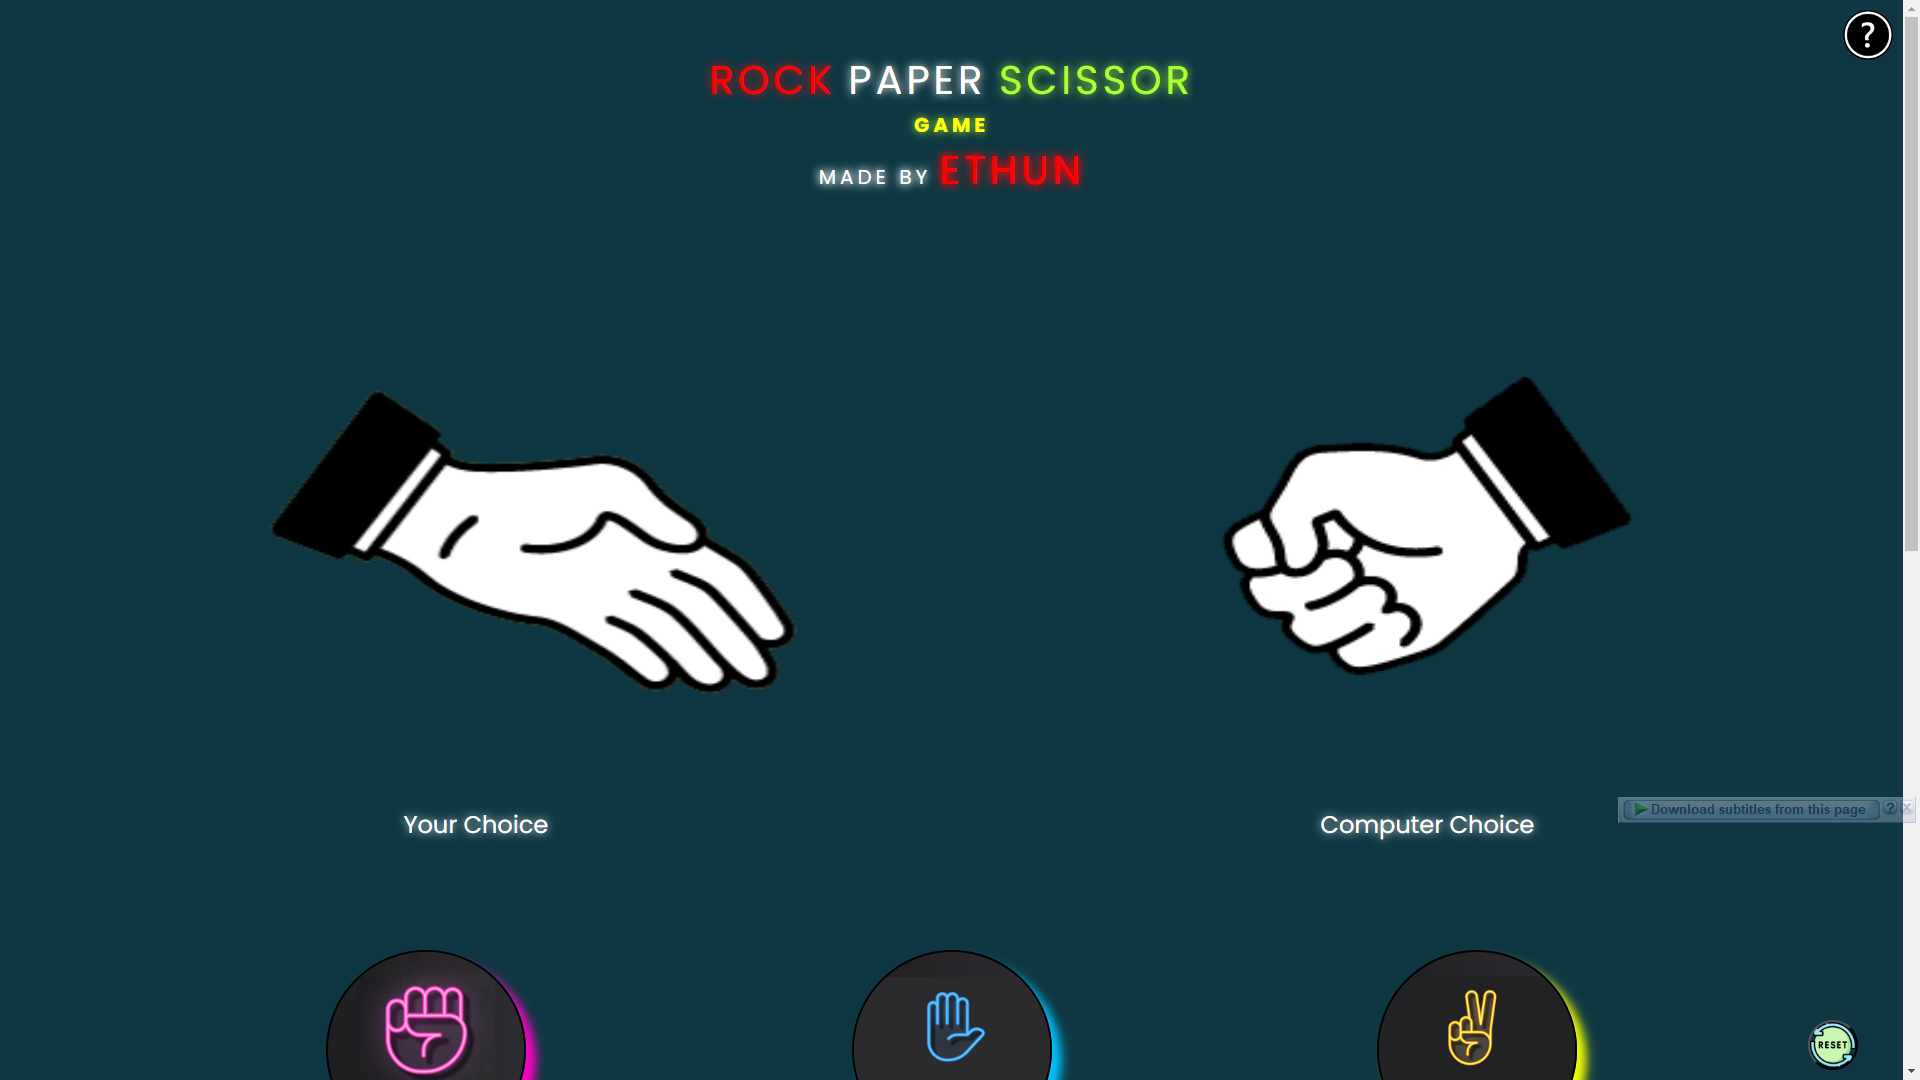 ?
ROCK PAPER SCISSOR
GAME
MADE BY ETHUN
Download subtitles from this page ? X
Your Choice
Computer Choice
RESET